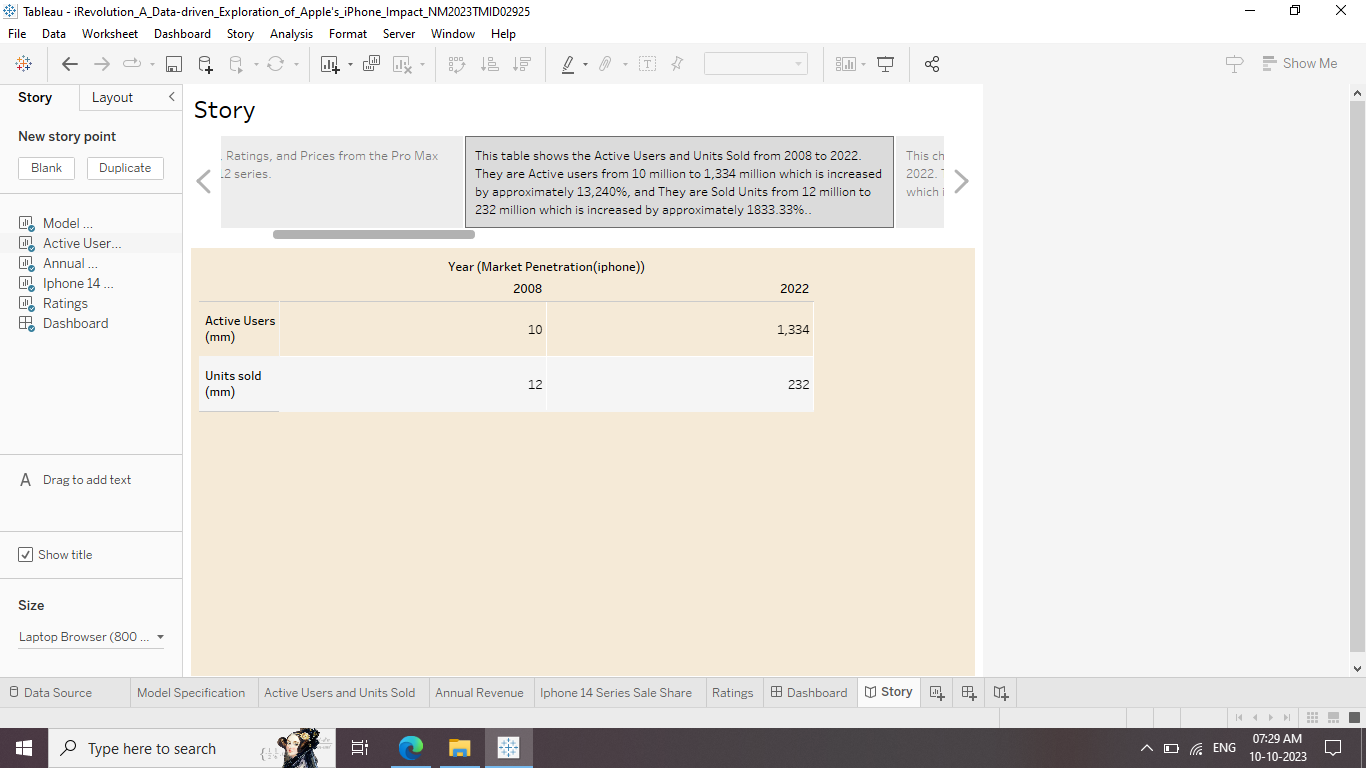 Tableau - iRevolution_A_Data-driven_Exploration_of_Apple's_iPhone_Impact_NM2023TMID02925
File Data Worksheet Dashboard Story Analysis Format Server Window Help
Show Me
Story Layout
New story point
Blank Duplicate
Model ...
Active User...
Annual ...
Iphone 14 ...
Ratings
Dashboard
A Drag to add text
Show title
Size
Laptop Browser (800 ...
Story
. Ratings, and Prices from the Pro Max
.2 series.
This table shows the Active Users and Units Sold from 2008 to 2022.
They are Active users from 10 million to 1,334 million which is increased
by approximately 13,240%, and They are Sold Units from 12 million to
232 million which is increased by approximately 1833.33%..
This ch
2022.
which i
Year (Market Penetration(iphone))
2008 2022
Active Users
(mm) 10 1,334
Units sold
(mm) 12 232
Data Source Model Specification Active Users and Units Sold Annual Revenue Iphone 14 Series Sale Share Ratings Dashboard Story
Type here to search
ENG
07:29 AM
10-10-2023